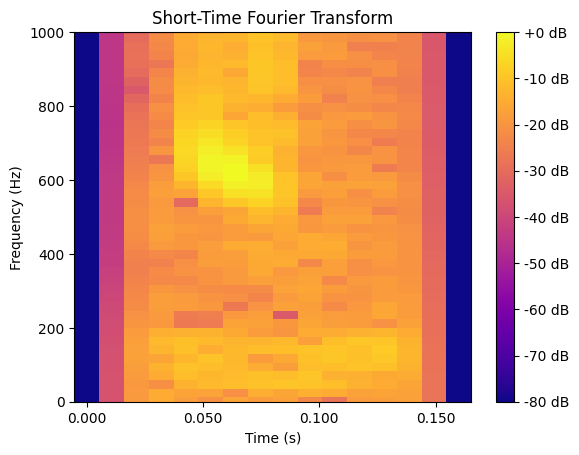 Short-Time Fourier Transform
1000
800
600
400
200
0
Frequency (Hz)
0.000
0.050
0.100
0.150
Time (s)
+0 dB
-10 dB
-20 dB
-30 dB
-40 dB
-50 dB
-60 dB
-70 dB
-80 dB